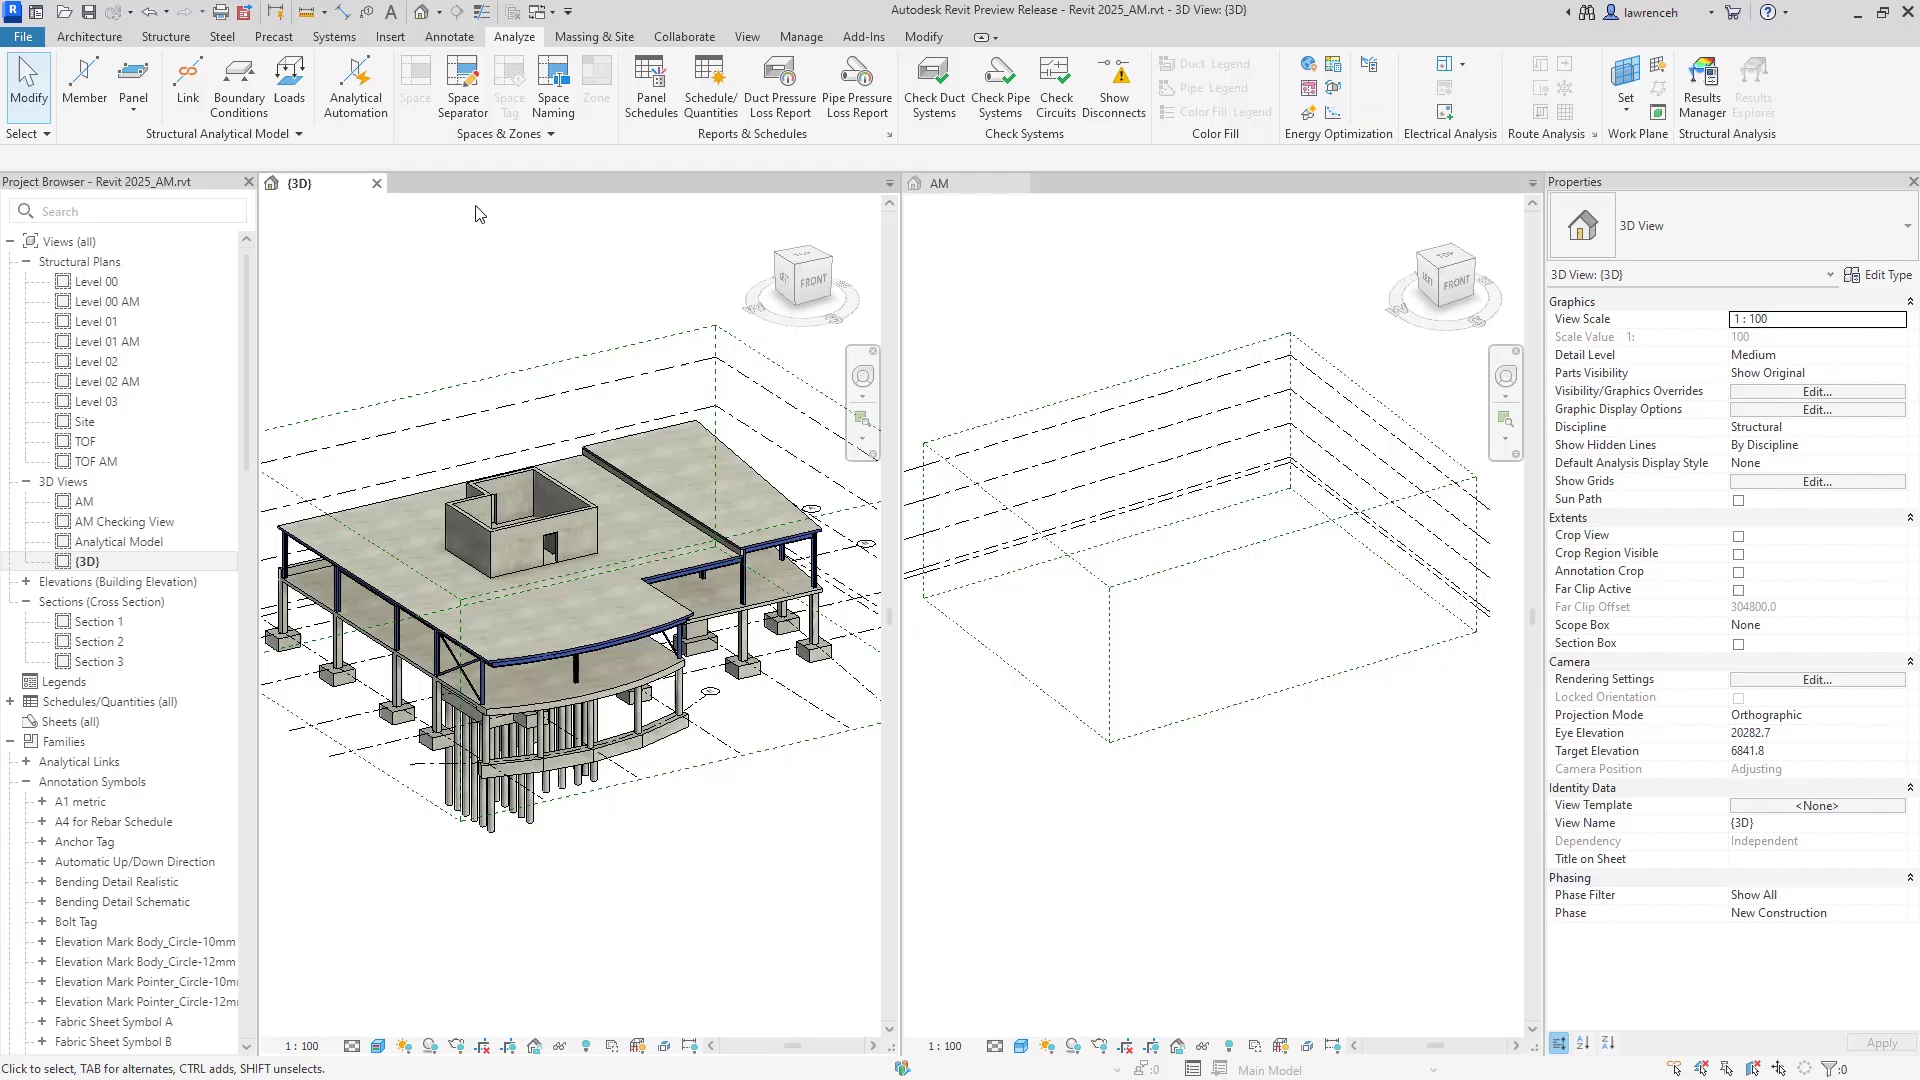 Autodesk Revit Preview Release - Revit 2025_AM.rvt - 3D View: {3D}
lawrenceh
File
Architecture
Structure
Steel
Precast
Systems
Insert
Annotate
Analyze
Massing & Site
Collaborate
View
Manage
Add-Ins
Modify
Modify
Member
Panel
Link
Boundary
Conditions
Loads
Analytical
Automation
Space
Space
Separator
Space
Tag
Space
Naming
Zone
Panel
Schedules
Schedule/
Quantities
Duct Pressure
Loss Report
Pipe Pressure
Loss Report
Check Duct
Systems
Check Pipe
Systems
Check
Circuits
Show
Disconnects
Duct Legend
Pipe Legend
Color Fill Legend
Set
Results
Manager
Results
Explorer
Select
Structural Analytical Model
Spaces & Zones
Reports & Schedules
Check Systems
Color Fill
Energy Optimization
Electrical Analysis
Route Analysis
Work Plane
Structural Analysis
Project Browser - Revit 2025_AM.rvt
Search
Views (all)
Structural Plans
Level 00
Level 00 AM
Level 01
Level 01 AM
Level 02
Level 02 AM
Level 03
Site
TOF
TOF AM
3D Views
AM
AM Checking View
Analytical Model
{3D}
Elevations (Building Elevation)
Sections (Cross Section)
Section 1
Section 2
Section 3
Legends
Schedules/Quantities (all)
Sheets (all)
Families
Analytical Links
Annotation Symbols
A1 metric
A4 for Rebar Schedule
Anchor Tag
Automatic Up/Down Direction
Bending Detail Realistic
Bending Detail Schematic
Bolt Tag
Elevation Mark Body_Circle-10mm
Elevation Mark Body_Circle-12mm
Elevation Mark Pointer_Circle-10m
Elevation Mark Pointer_Circle-12m
Fabric Sheet Symbol A
Fabric Sheet Symbol B
{3D}
TOP
LEFT
FRONT
W
S
1 : 100
AM
TOP
LEFT
FRONT
W
S
1 : 100
Properties
3D View
3D View: {3D}
Edit Type
Graphics
View Scale 1 : 100
Scale Value 1: 100
Detail Level Medium
Parts Visibility Show Original
Visibility/Graphics Overrides Edit...
Graphic Display Options Edit...
Discipline Structural
Show Hidden Lines By Discipline
Default Analysis Display Style None
Show Grids Edit...
Sun Path
Extents
Crop View
Crop Region Visible
Annotation Crop
Far Clip Active
Far Clip Offset 304800.0
Scope Box None
Section Box
Camera
Rendering Settings Edit...
Locked Orientation
Projection Mode Orthographic
Eye Elevation 20282.7
Target Elevation 6841.8
Camera Position Adjusting
Identity Data
View Template <None>
View Name {3D}
Dependency Independent
Title on Sheet
Phasing
Phase Filter Show All
Phase New Construction
Apply
Click to select, TAB for alternates, CTRL adds, SHIFT unselects.
:0
Main Model
:0